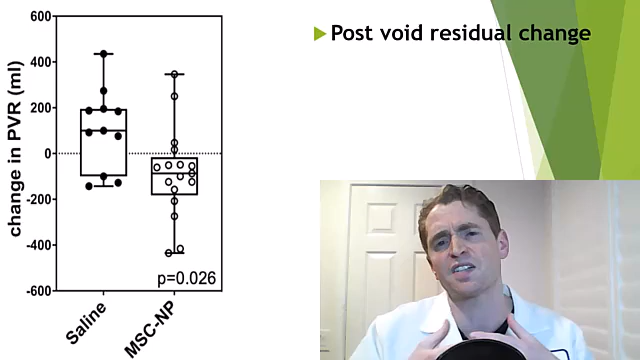 Post void residual change
600
400
200
0
-200
-400
-600
change in PVR (ml)
p=0.026
Saline
MSC-NP